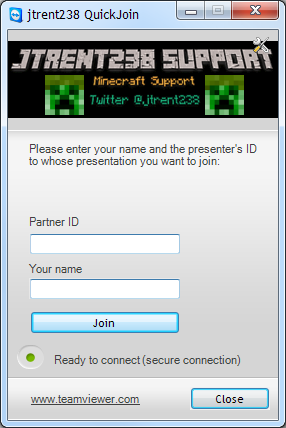 jtrent238 QuickJoin
JTRENT238 SUPPORT
Minecraft Support
Twitter @jtrent238
Please enter your name and the presenter's ID
to whose presentation you want to join:
Partner ID
Your name
Join
Ready to connect (secure connection)
www.teamviewer.com
Close